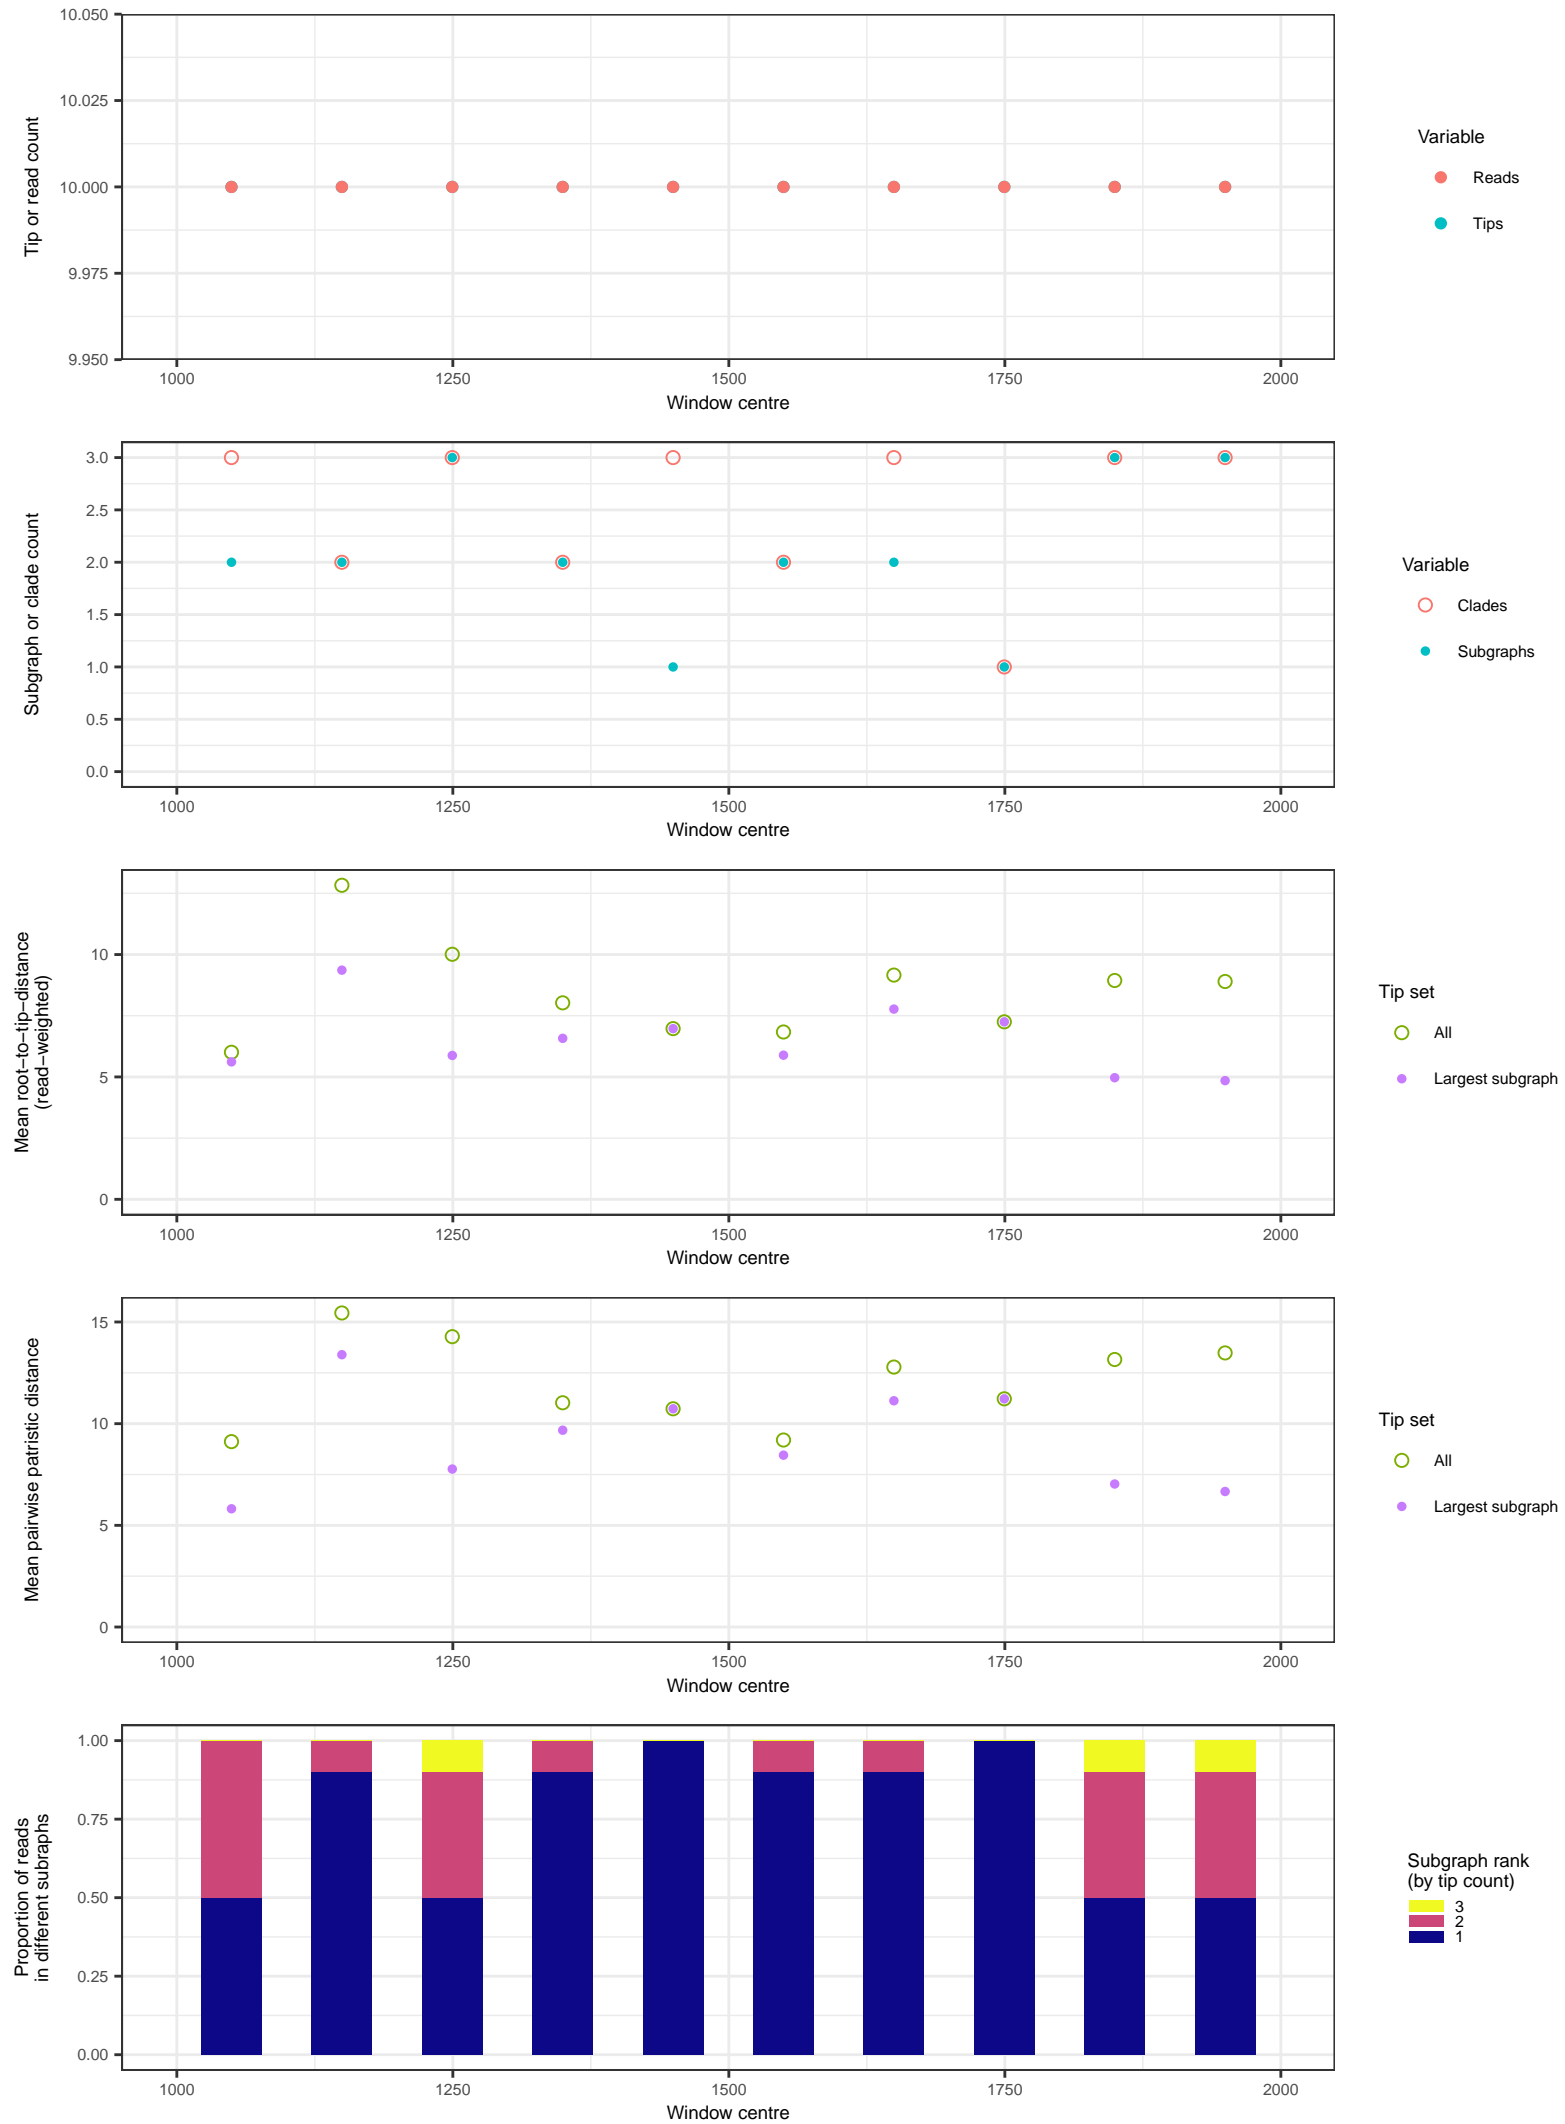 10.050
10.025
10.000
9.975
9.950
Tip or read count
1000 1250 1500 1750 2000
Window centre
Variable
Reads
Tips
3.0
2.5
2.0
1.5
1.0
0.5
0.0
Subgraph or clade count
1000 1250 1500 1750 2000
Window centre
Variable
Clades
Subgraphs
10
5
0
Mean root−to−tip−distance
(read−weighted)
1000 1250 1500 1750 2000
Window centre
Tip set
All
Largest subgraph
15
10
5
0
Mean pairwise patristic distance
1000 1250 1500 1750 2000
Window centre
Tip set
All
Largest subgraph
1.00
0.75
0.50
0.25
0.00
Proportion of reads
in different subraphs
1000 1250 1500 1750 2000
Window centre
Subgraph rank
(by tip count)
3
2
1